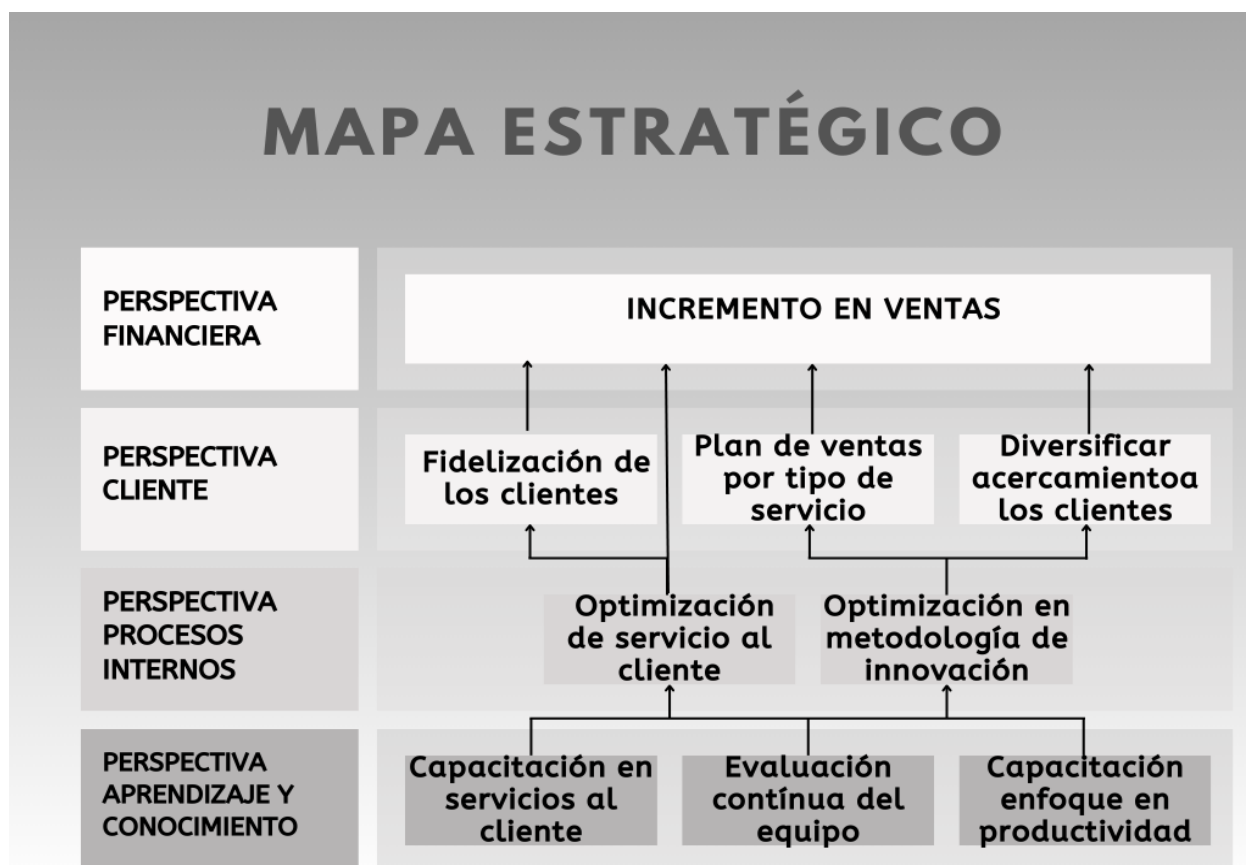 MAPA ESTRATÉGICO
PERSPECTIVA
FINANCIERA
INCREMENTO EN VENTAS
PERSPECTIVA
CLIENTE
Fidelización de
los clientes
Plan de ventas
por tipo de
servicio
Diversificar
acercamientoa
los clientes
PERSPECTIVA
PROCESOS
INTERNOS
Optimización
de servicio al
cliente
Optimización en
metodología de
innovación
PERSPECTIVA
APRENDIZAJE Y
CONOCIMIENTO
Capacitación en
servicios al
cliente
Evaluación
contínua del
equipo
Capacitación
enfoque en
productividad